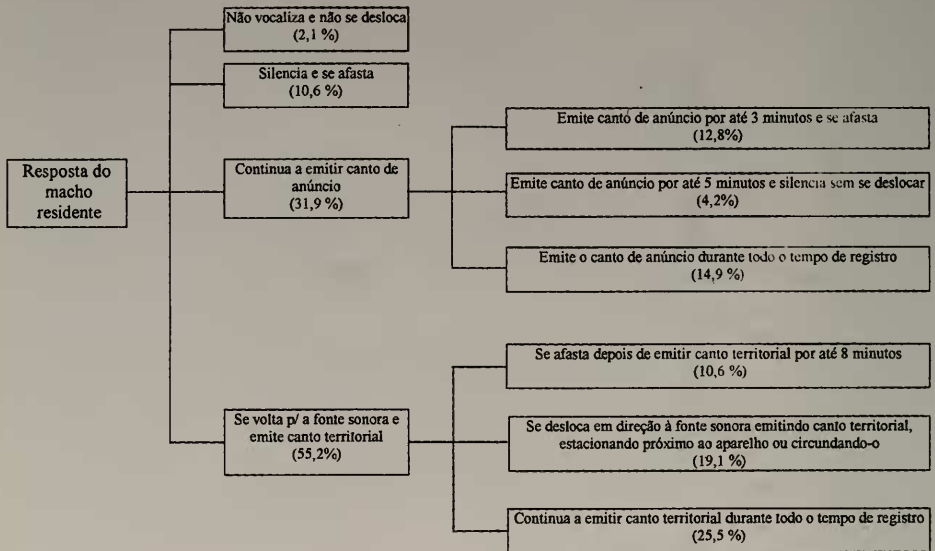 Não vocaliza e não se desloca
(2,1 %)
Silencia e se afasta
(10,6 %)
Resposta do
macho
residente
Continua a emitir canto de
anúncio
(31,9 %)
Emite canto de anúncio por até 3 minutos e se afasta
(12,8%)
Emite canto de anúncio por até 5 minutos e silencia sem se deslocar
(4,2%)
Emite o canto de anúncio durante todo o tempo de registro
(14,9 %)
Se volta p/ a fonte sonora e
emite canto territorial
(55,2%)
Se afasta depois de emitir canto territorial por até 8 minutos
(10,6 %)
Se desloca em direção à fonte sonora emitindo canto territorial,
estacionando próximo ao aparelho ou circundando-o
(19,1 %)
Continua a emitir canto territorial durante todo o tempo de registro
(25,5 %)